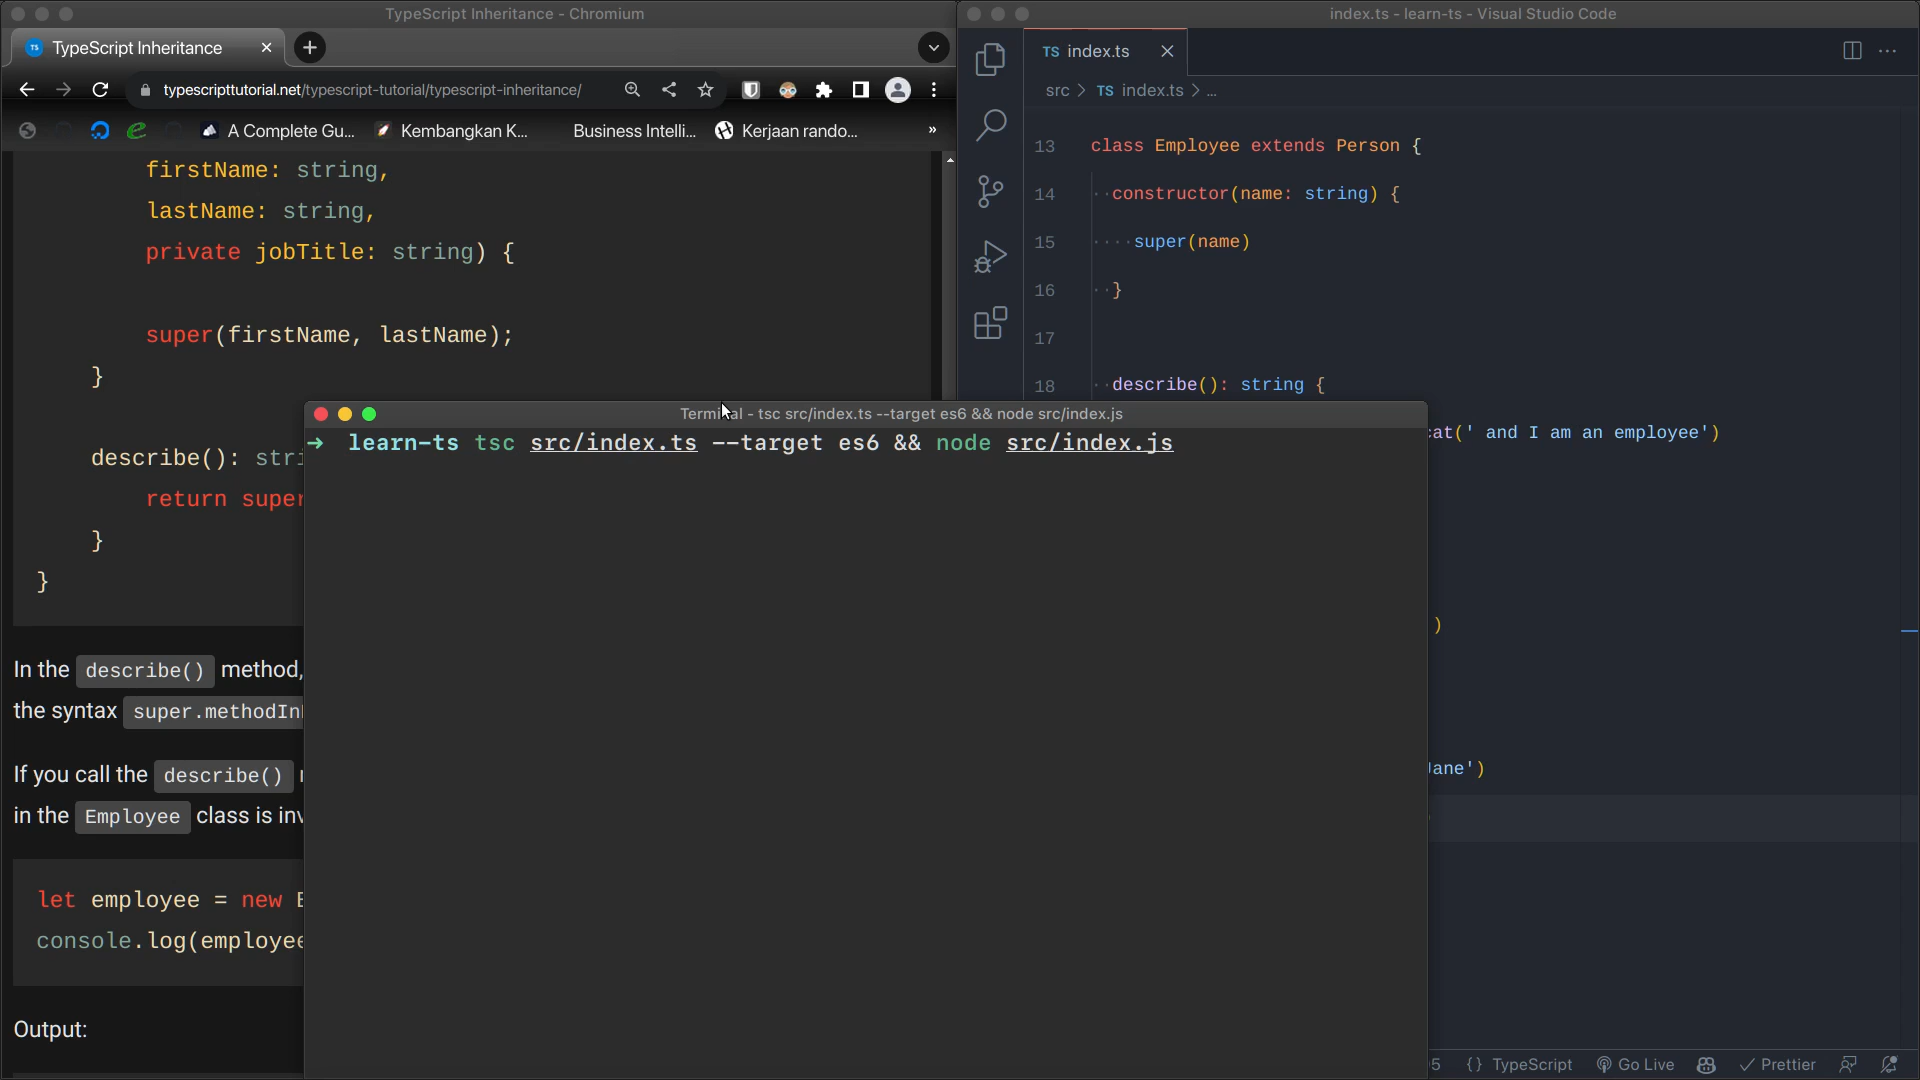 TypeScript Inheritance - Chromium
TS TypeScript Inheritance
typescripttutorial.net/typescript-tutorial/typescript-inheritance/
A Complete Gu... Kembangkan K... Business Intelli... Kerjaan rando... »
firstName: string,
lastName: string,
private jobTitle: string) {
super(firstName, lastName);
}
describe(): stri
return super
}
}
In the describe() method,
the syntax super.methodIn
If you call the describe()
in the Employee class is inv
let employee = new E
console.log(employee
Output:
index.ts - learn-ts - Visual Studio Code
TS index.ts
src > TS index.ts > ...
13 class Employee extends Person {
14 ··constructor(name: string) {
15 ····super(name)
16 ··}
17
18 ··describe(): string {
cat(' and I am an employee')
)
Jane')
5 {} TypeScript Go Live Prettier
Terminal - tsc src/index.ts --target es6 && node src/index.js
→ learn-ts tsc src/index.ts --target es6 && node src/index.js